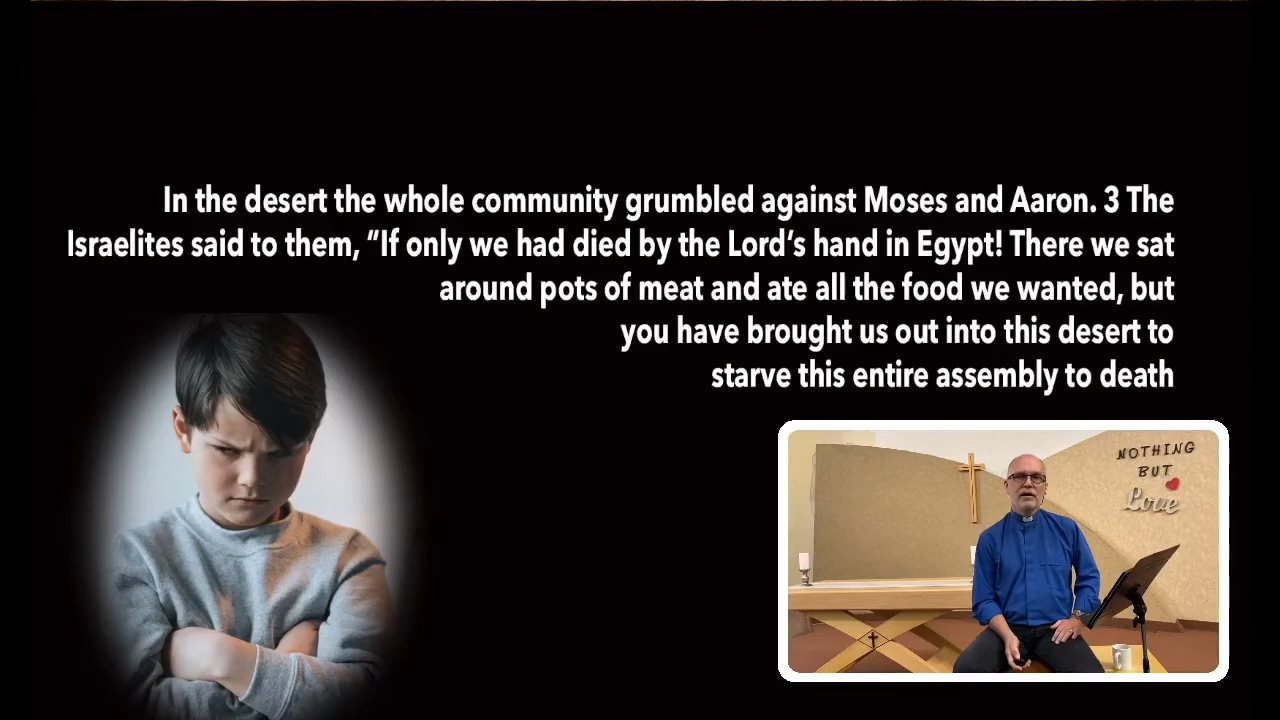 In the desert the whole community grumbled against Moses and Aaron. 3 The
Israelites said to them, “If only we had died by the Lord‘s hand in Egypt! There we sat
around pots of meat and ate all the food we wanted, but
you have brought us out into this desert to
starve this entire assembly to death
NOTHING
BUT
Love